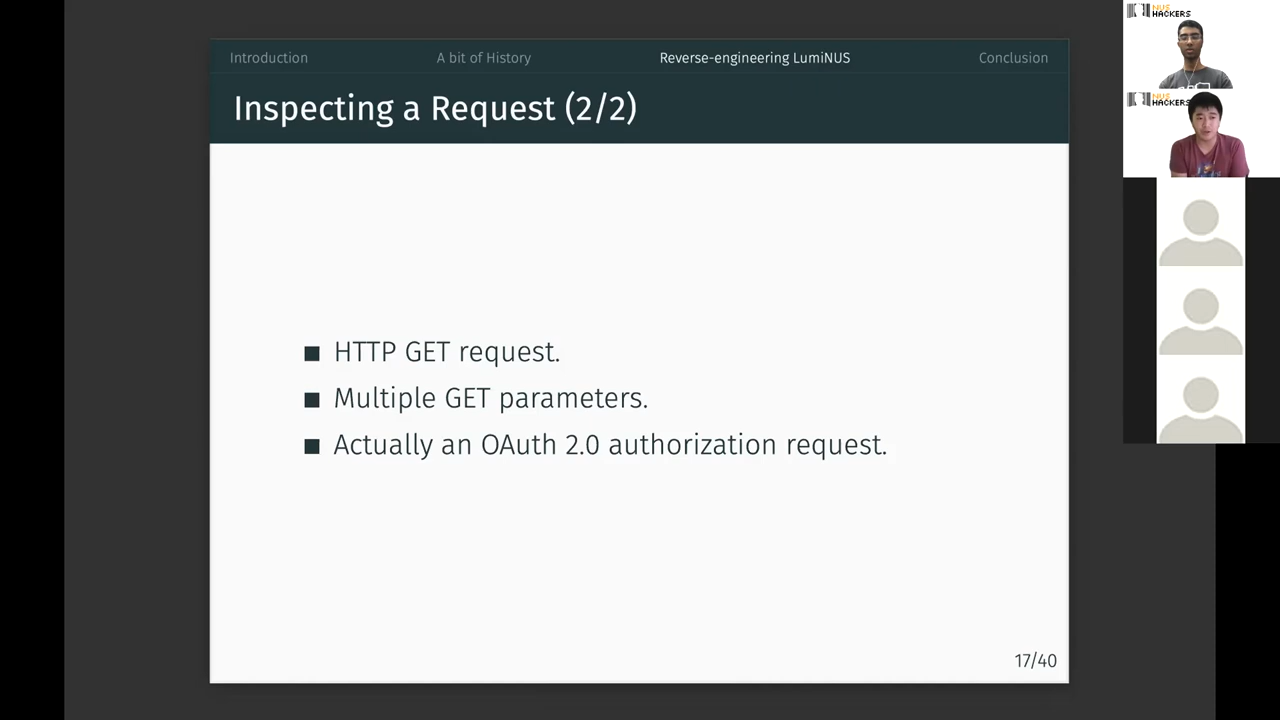 Introduction
A bit of History
Reverse-engineering LumiNUS
Conclusion
Inspecting a Request (2/2)
HTTP GET request.
Multiple GET parameters.
Actually an OAuth 2.0 authorization request.
17/40
NUS
HACKERS
NUS
HACKERS